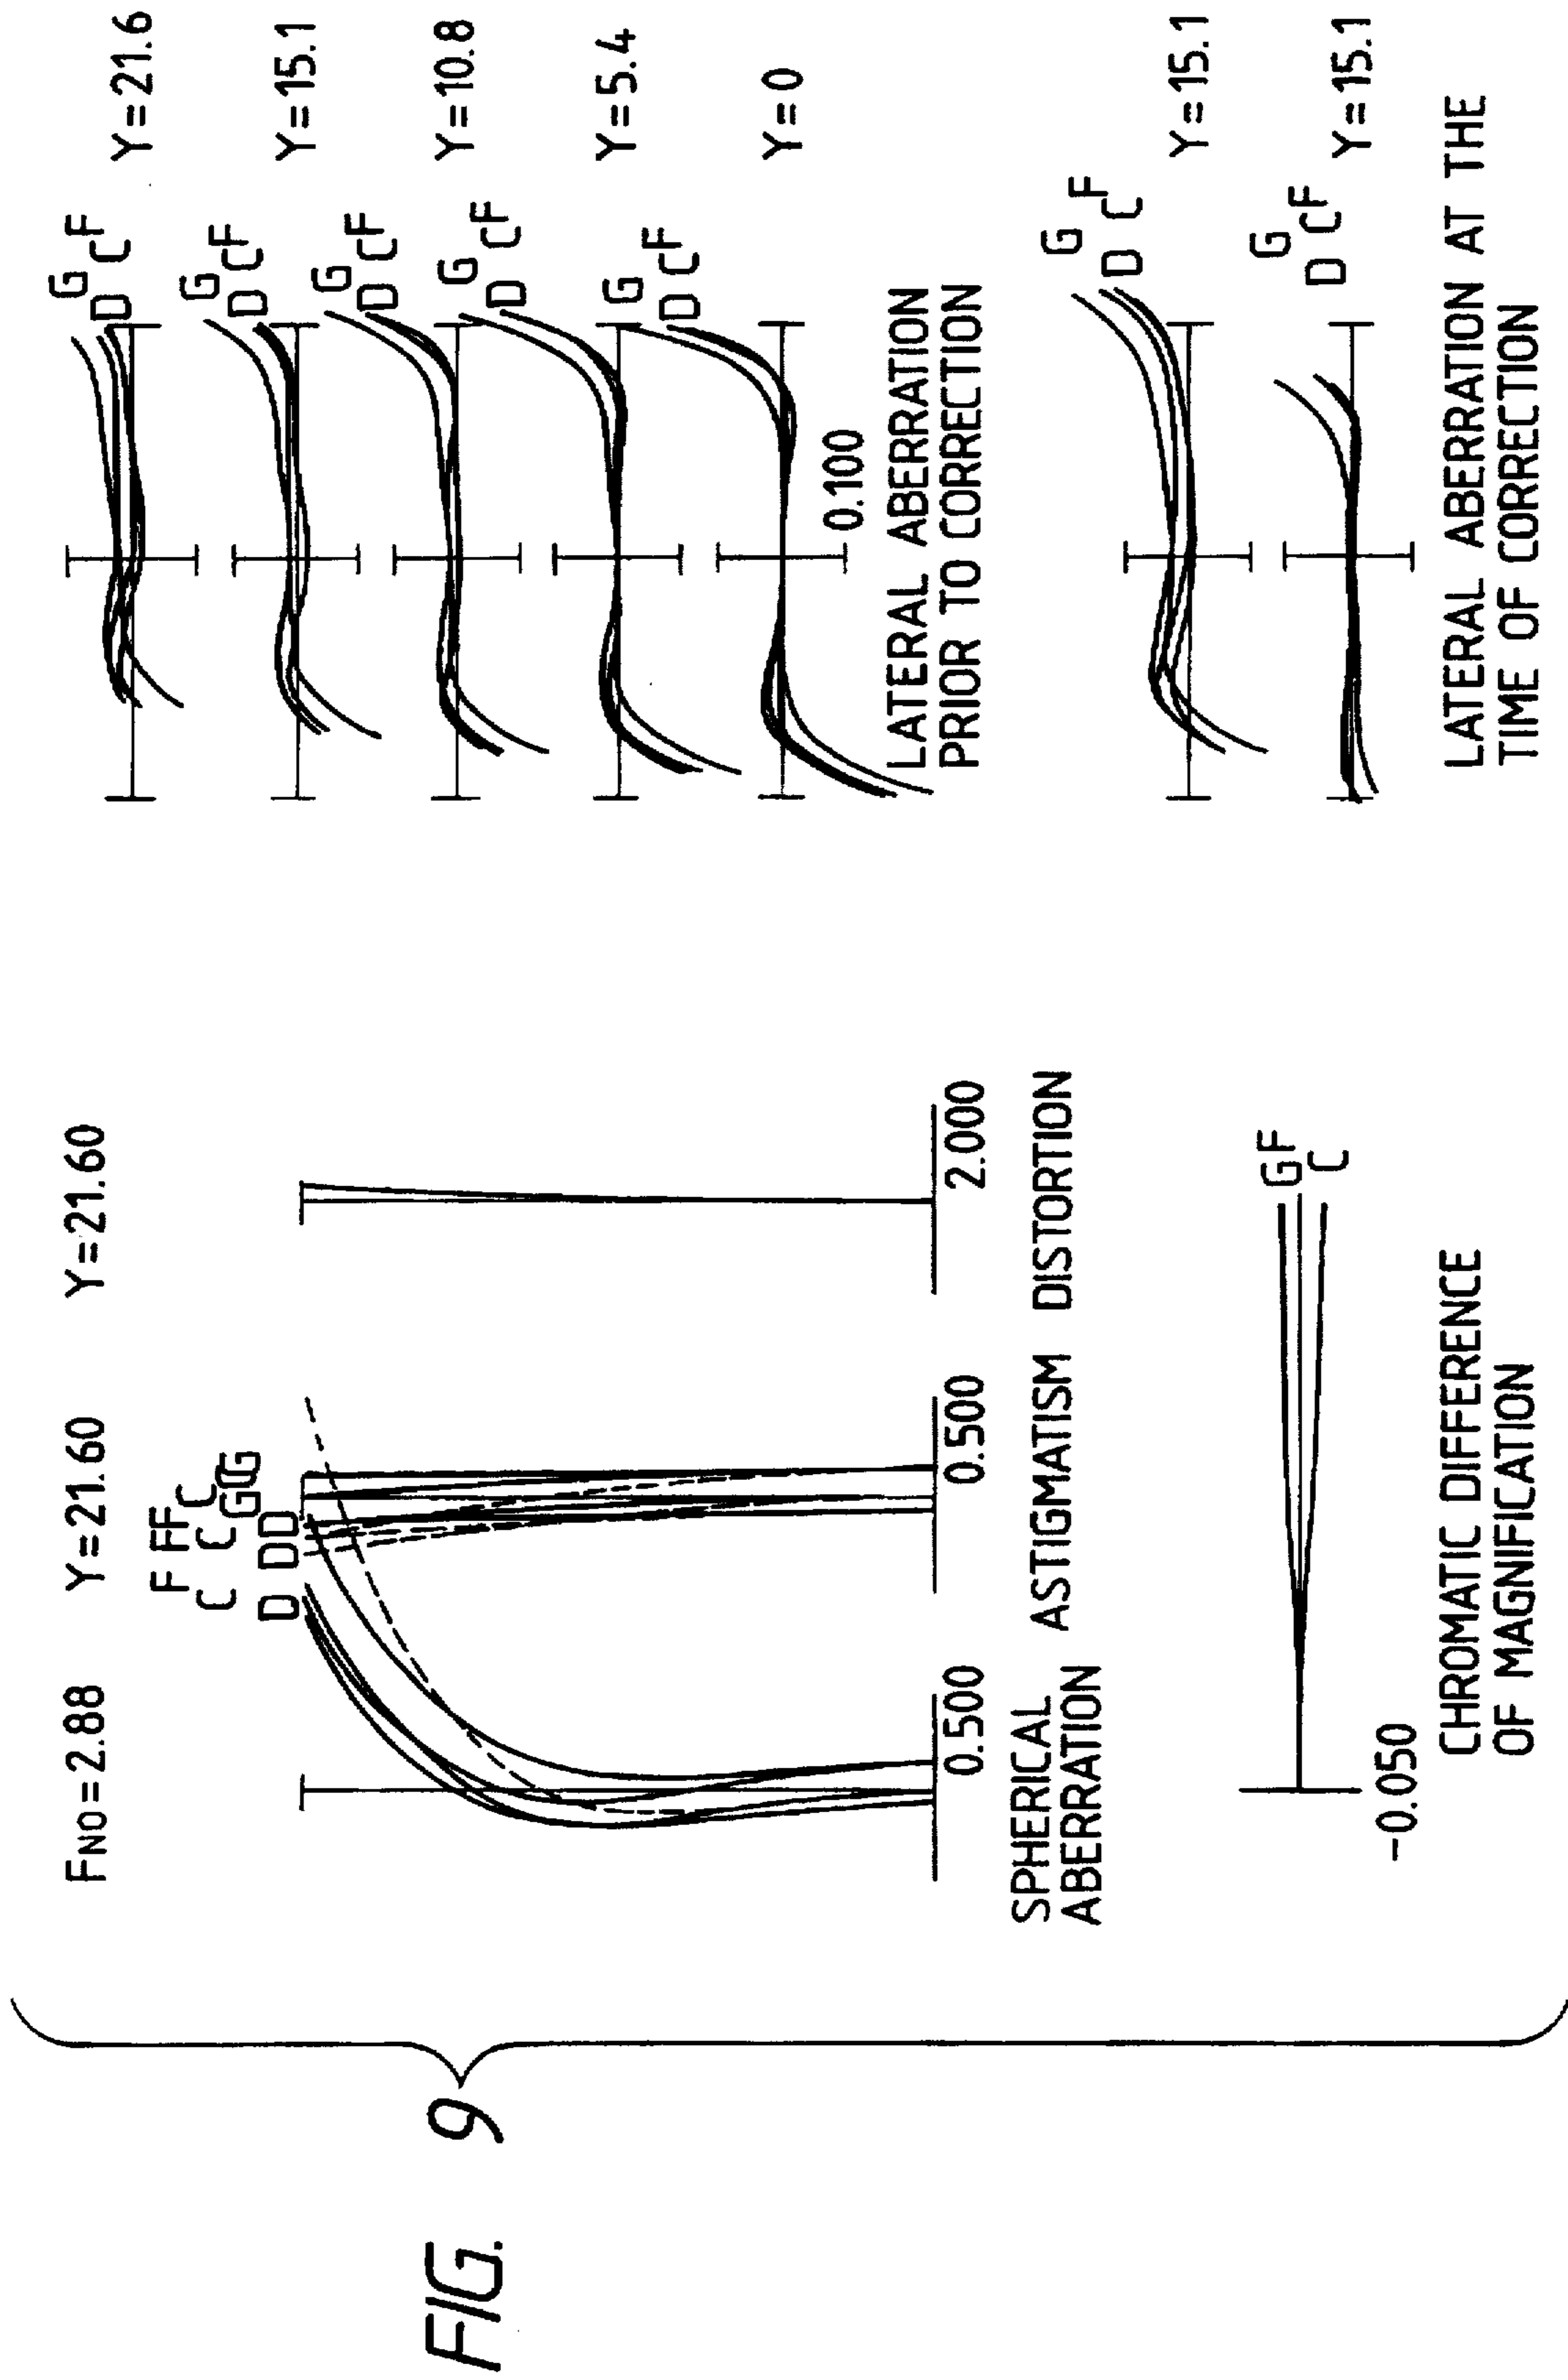 FIG. 9
FNO=2.88
Y=21.60
Y=21.60
F FF
C C C
G G G
D DD
0.500
0.500
2.000
SPHERICAL
ABERRATION
ASTIGMATISM
DISTORTION
G F
C
-0.050
CHROMATIC DIFFERENCE
OF MAGNIFICATION
G
D C F
Y=21.6
G
D C F
Y=15.1
G
D C F
Y=10.8
G
D C F
Y=5.4
G
D C F
Y=0
0.100
LATERAL ABERRATION
PRIOR TO CORRECTION
G
D C F
Y=15.1
G
D C F
Y=15.1
LATERAL ABERRATION AT THE
TIME OF CORRECTION